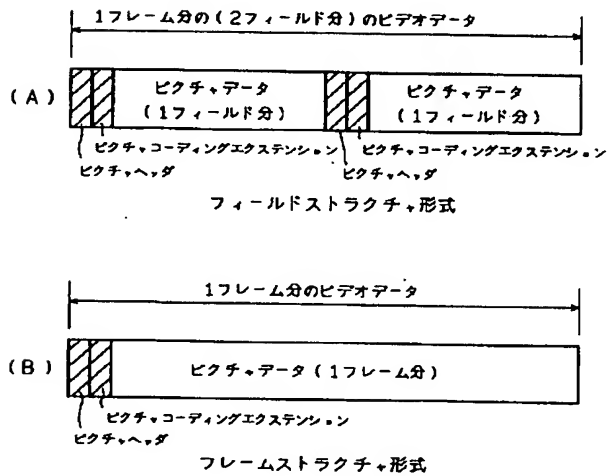 1フレーム分の(2フィールド分)のビデオデータ
(A)
ピクチャデータ
(1フィールド分)
ピクチャデータ
(1フィールド分)
ピクチャコーディングエクステンション
ピクチャヘッダ
ピクチャコーディングエクステンション
ピクチャヘッダ
フィールドストラクチャ形式
1フレーム分のビデオデータ
(B)
ピクチャデータ(1フレーム分)
ピクチャコーディングエクステンション
ピクチャヘッダ
フレームストラクチャ形式